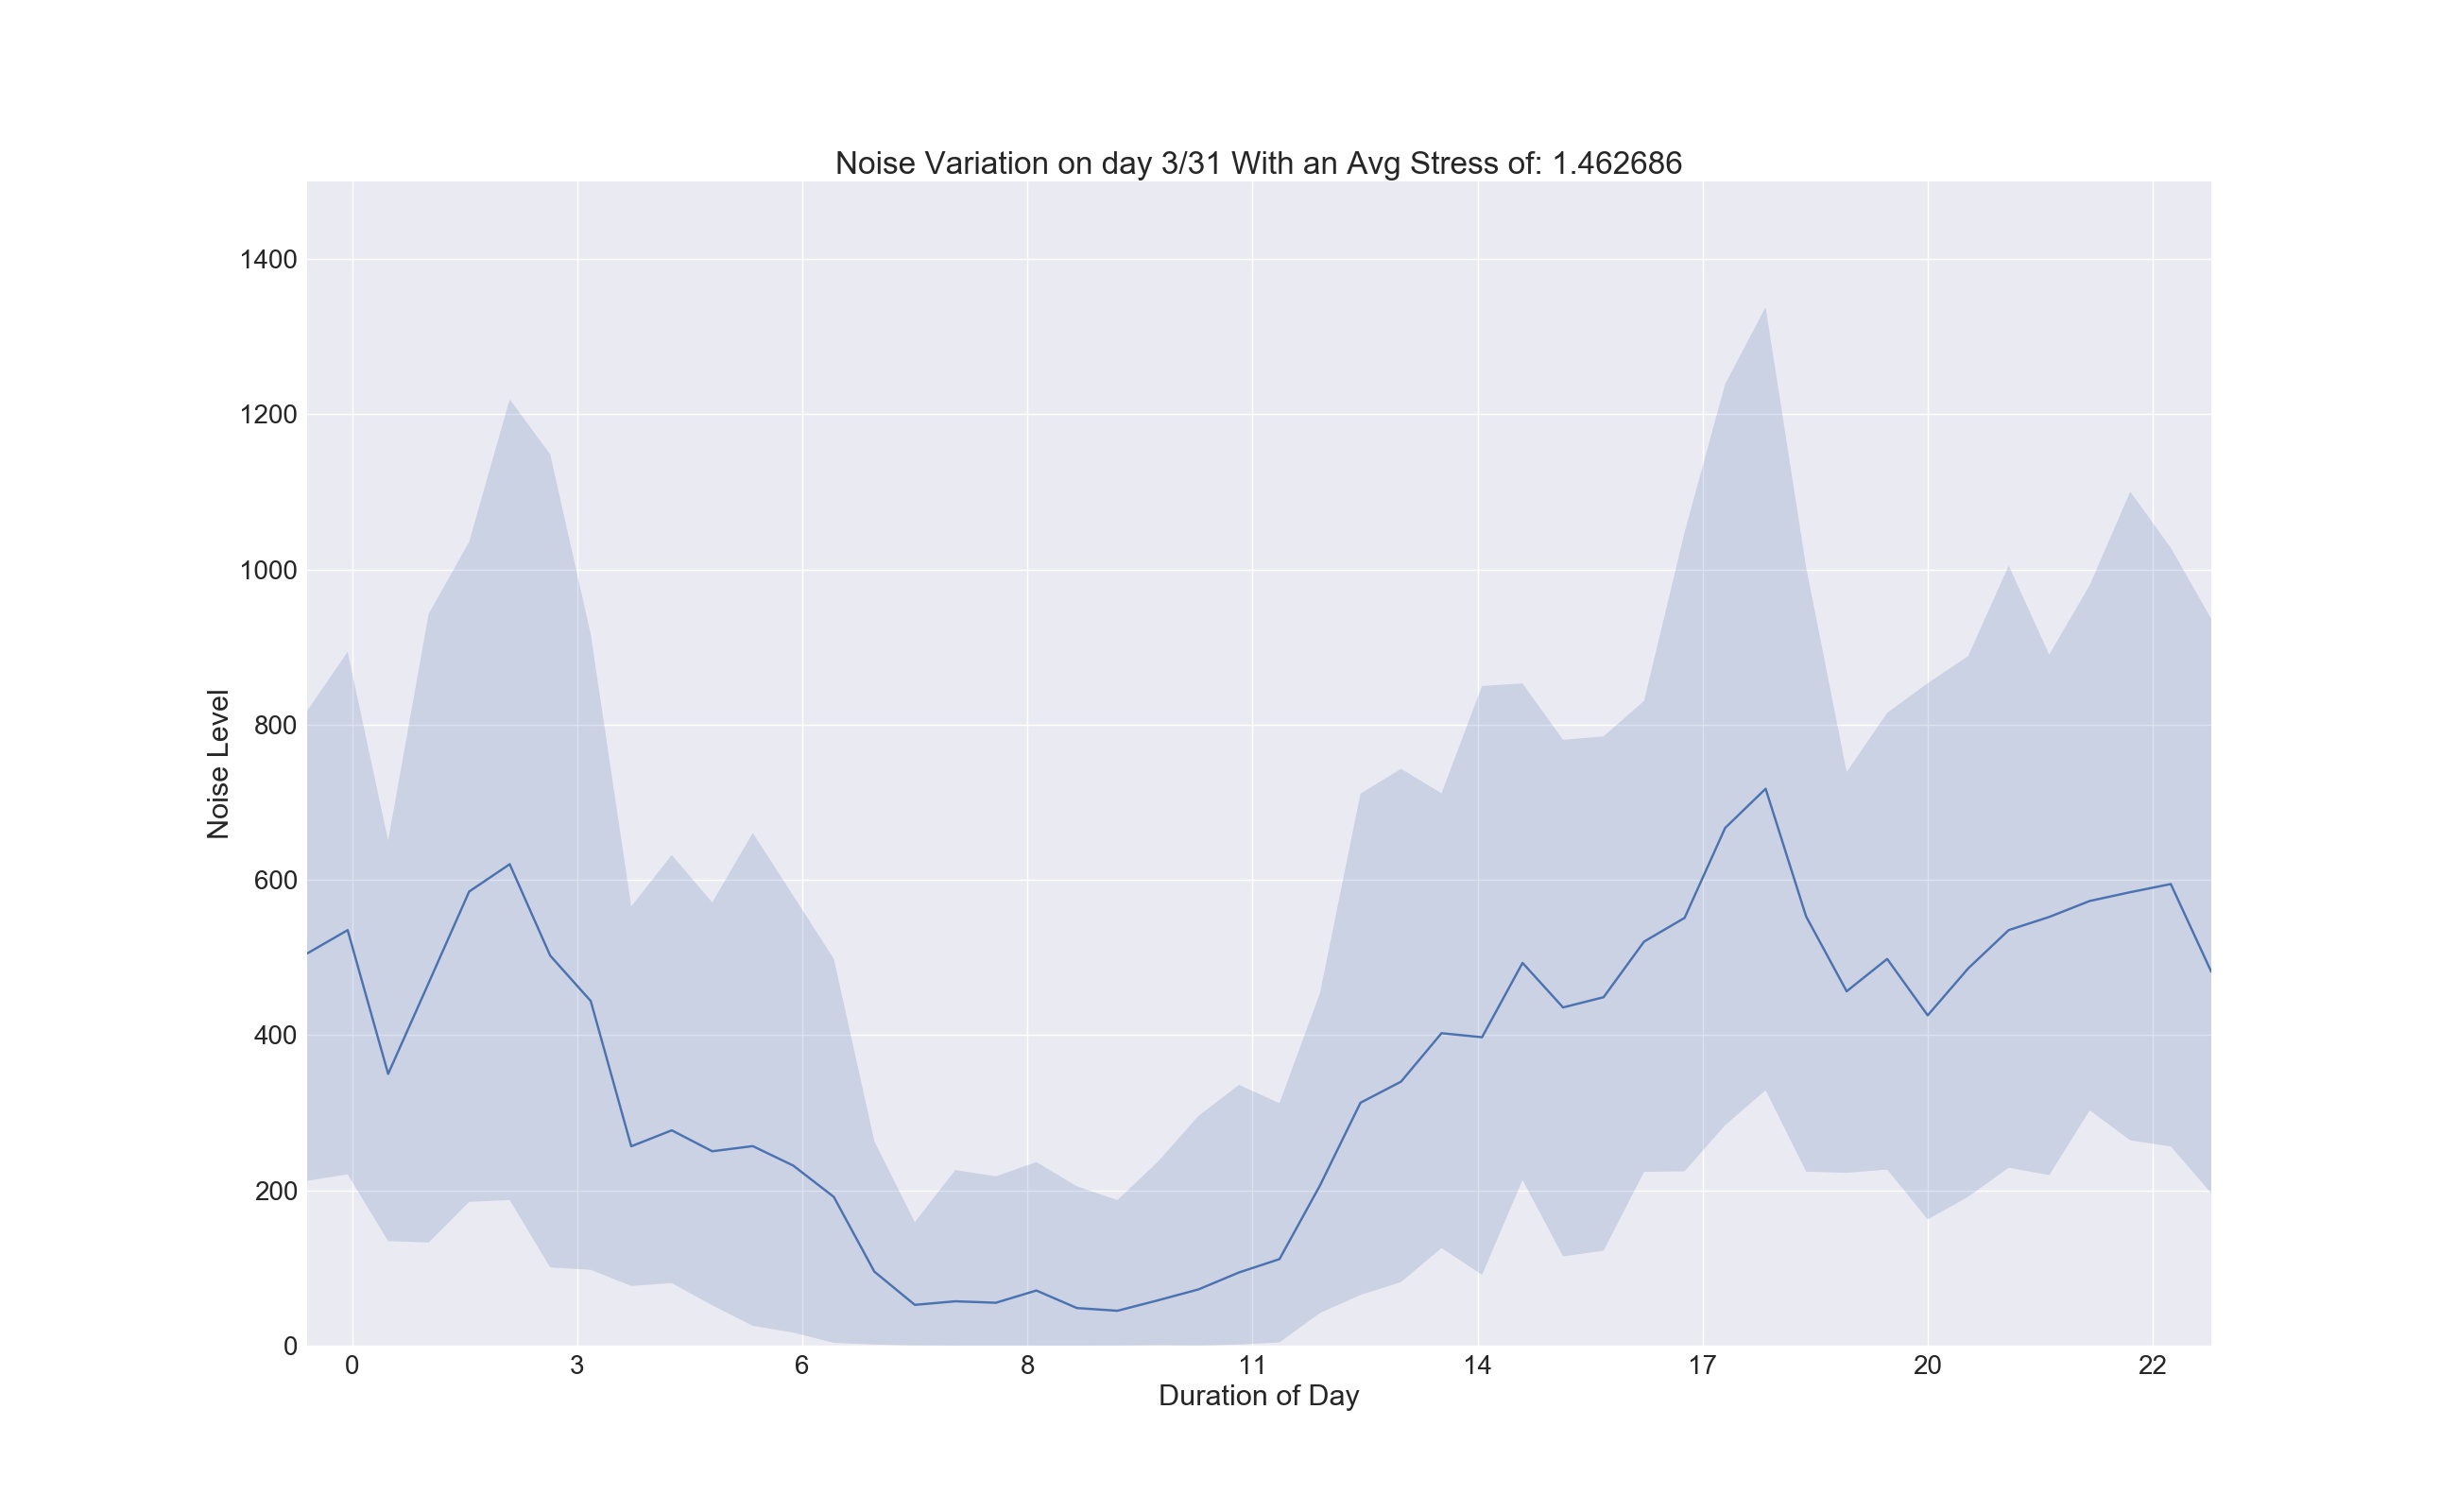 Noise Variation on day 3/31 With an Avg Stress of: 1.462686
1400
1200
1000
800
600
400
200
0
Noise Level
0 3 6 8 11 14 17 20 22
Duration of Day